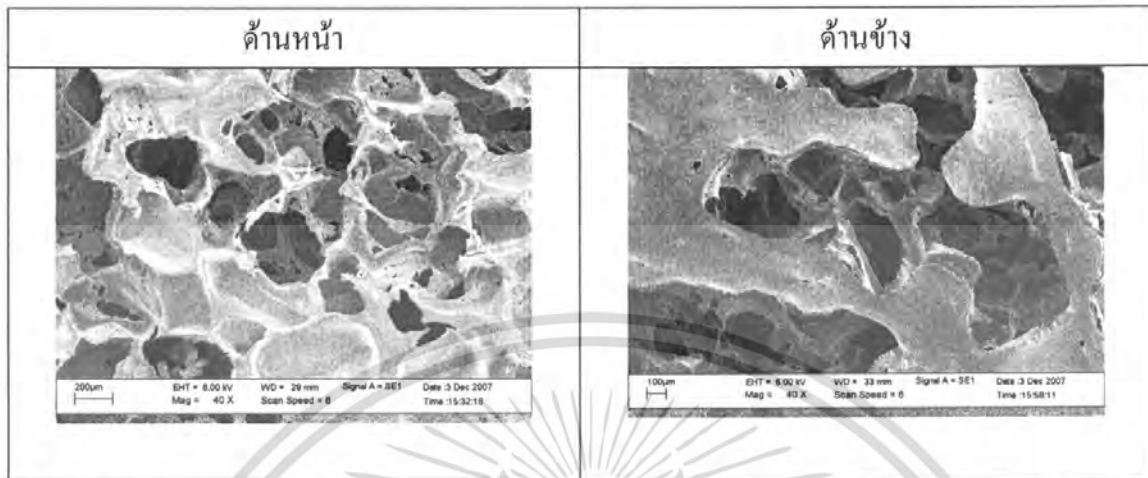 ด้านหน้า
ด้านข้าง
200µm EHT = 6.00 kV WD = 29 mm Signal A = SE1 Date :3 Dec 2007
Mag = 40 X Scan Speed = 6 Time :15:32:18
100µm EHT = 6.00 kV WD = 33 mm Signal A = SE1 Date :3 Dec 2007
Mag = 40 X Scan Speed = 6 Time :15:58:11